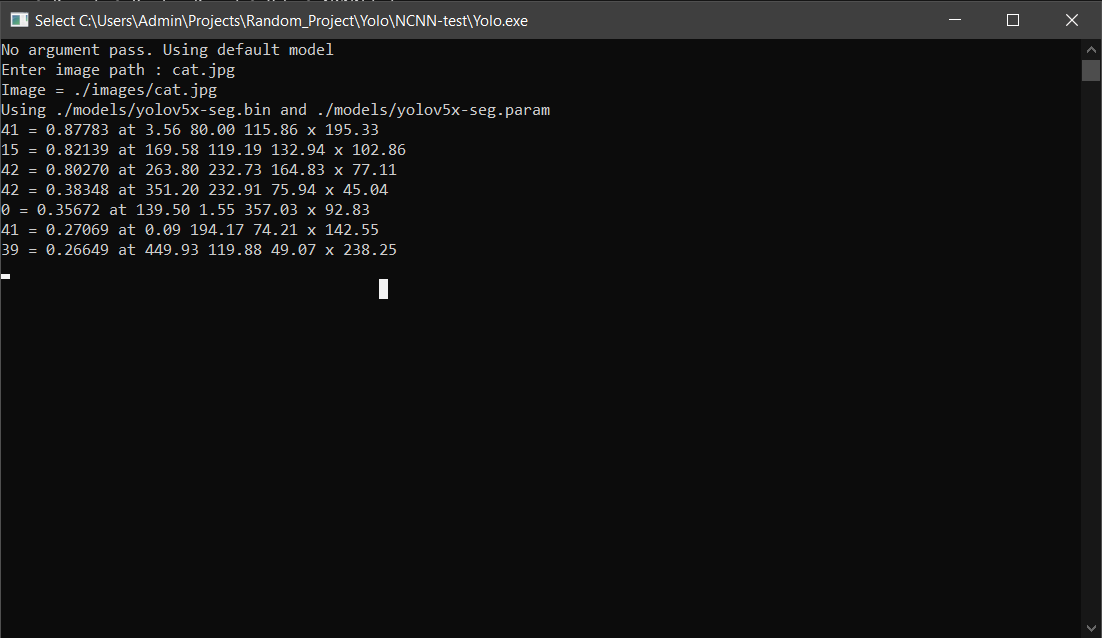 Select C:\Users\Admin\Projects\Random_Project\Yolo\NCNN-test\Yolo.exe
No argument pass. Using default model
Enter image path : cat.jpg
Image = ./images/cat.jpg
Using ./models/yolov5x-seg.bin and ./models/yolov5x-seg.param
41 = 0.87783 at 3.56 80.00 115.86 x 195.33
15 = 0.82139 at 169.58 119.19 132.94 x 102.86
42 = 0.80270 at 263.80 232.73 164.83 x 77.11
42 = 0.38348 at 351.20 232.91 75.94 x 45.04
0 = 0.35672 at 139.50 1.55 357.03 x 92.83
41 = 0.27069 at 0.09 194.17 74.21 x 142.55
39 = 0.26649 at 449.93 119.88 49.07 x 238.25